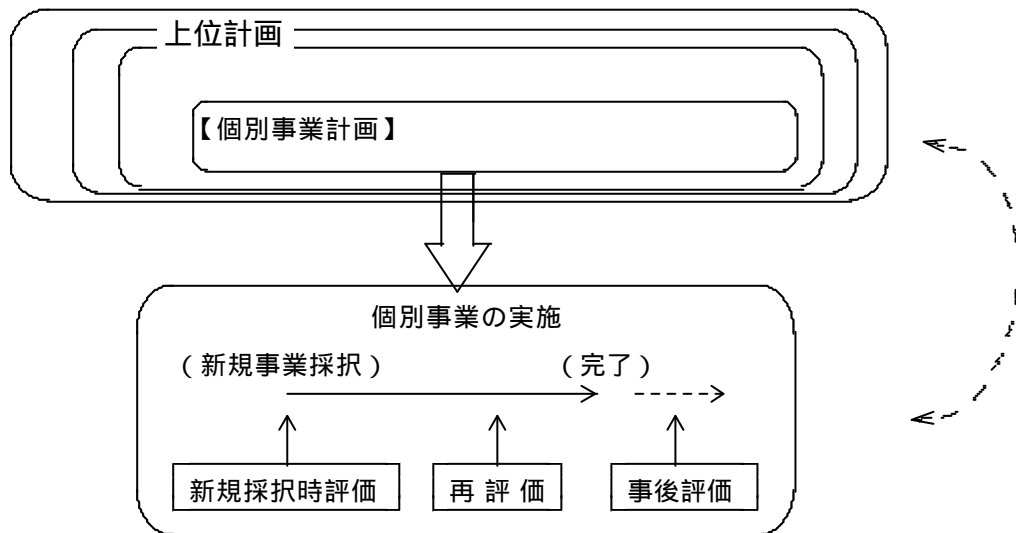 上位計画
【個別事業計画】
個別事業の実施
(新規事業採択)
(完了)
新規採択時評価
再 評 価
事後評価